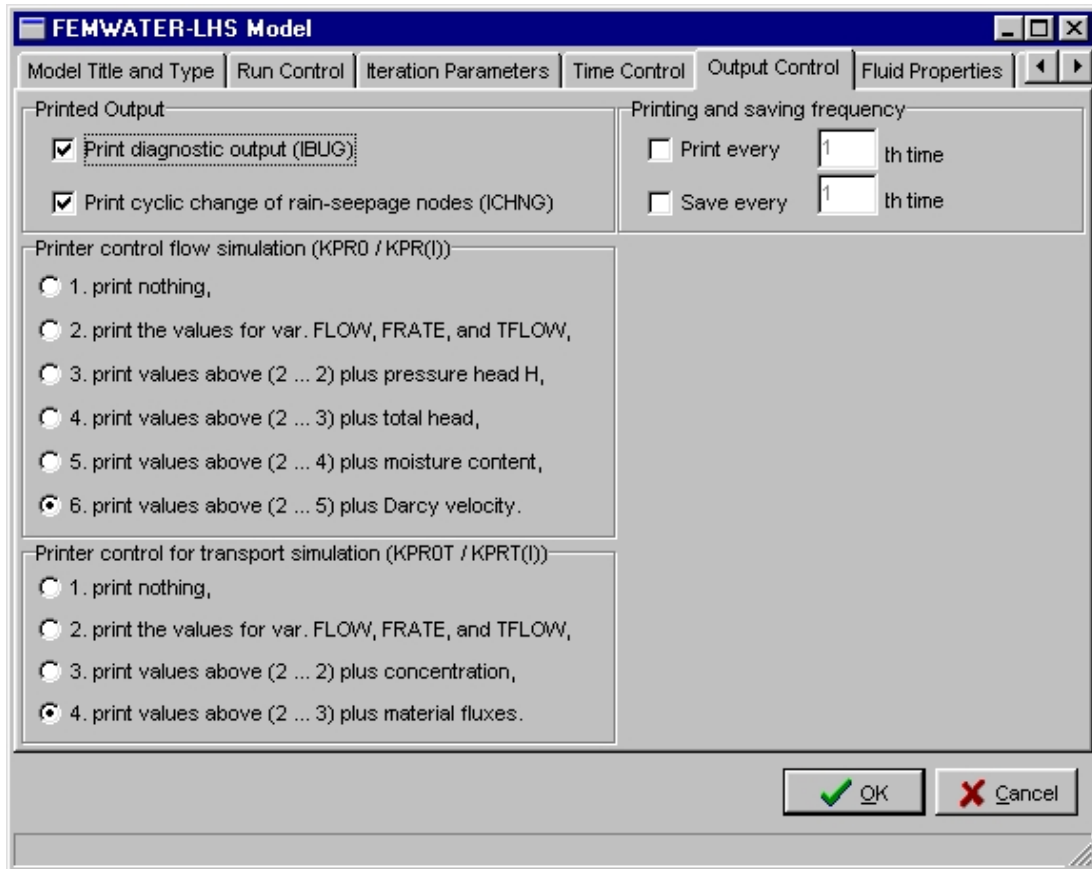 FEMWATER-LHS Model
Model Title and Type Run Control Iteration Parameters Time Control Output Control Fluid Properties
Printed Output
Print diagnostic output (IBUG)
Print cyclic change of rain-seepage nodes (ICHNG)
Printing and saving frequency
Print every 1 th time
Save every 1 th time
Printer control flow simulation (KPR0 / KPR(I))
1. print nothing,
2. print the values for var. FLOW, FRATE, and TFLOW,
3. print values above (2 ... 2) plus pressure head H,
4. print values above (2 ... 3) plus total head,
5. print values above (2 ... 4) plus moisture content,
6. print values above (2 ... 5) plus Darcy velocity.
Printer control for transport simulation (KPR0T / KPRT(I))
1. print nothing,
2. print the values for var. FLOW, FRATE, and TFLOW,
3. print values above (2 ... 2) plus concentration,
4. print values above (2 ... 3) plus material fluxes.
OK Cancel